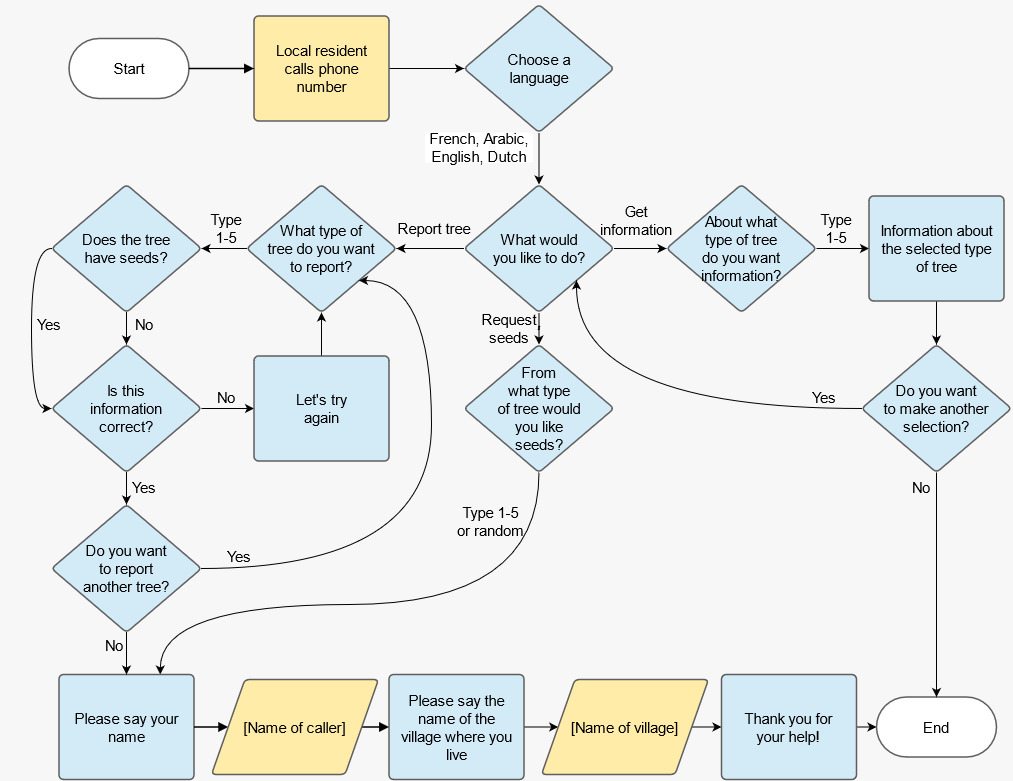 Start
Local resident
calls phone
number
Choose a
language
French, Arabic,
English, Dutch
Does the tree
have seeds?
Type
1-5
What type of
tree do you want
to report?
Report tree
What would
you like to do?
Get
information
About what
type of tree
do you want
information?
Type
1-5
Information about
the selected type
of tree
Yes
No
Request
seeds
Is this
information
correct?
No
Let's try
again
From
what type
of tree would
you like
seeds?
Yes
Do you want
to make another
selection?
Yes
No
Type 1-5
or random
Do you want
to report
another tree?
Yes
No
Please say your
name
[Name of caller]
Please say the
name of the
village where you
live
[Name of village]
Thank you for
your help!
End